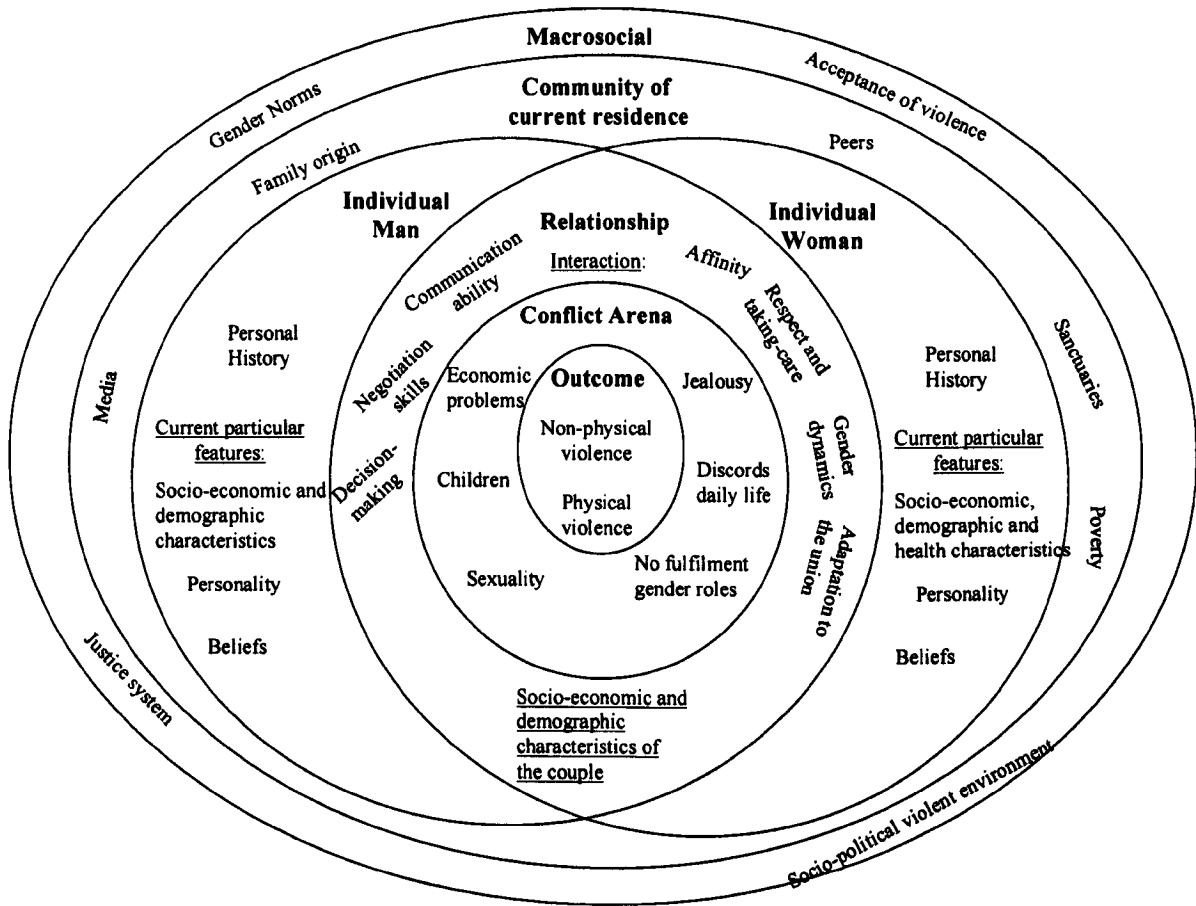 Macrosocial
Gender Norms
Acceptance of violence
Justice system
Socio-political violent environment
Community of
current residence
Family origin
Peers
Media
Sanctuaries
Poverty
Individual
Man
Personal
History
Current particular
features:
Socio-economic and
demographic
characteristics
Personality
Beliefs
Individual
Woman
Personal
History
Current particular
features:
Socio-economic,
demographic and
health characteristics
Personality
Beliefs
Relationship
Interaction:
Communication
ability
Negotiation
skills
Decision-
making
Affinity
Respect and
taking-care
Gender
dynamics
Adaptation to
the union
Socio-economic and
demographic
characteristics of
the couple
Conflict Arena
Economic
problems
Jealousy
Children
Discords
daily life
Sexuality
No fulfilment
gender roles
Outcome
Non-physical
violence
Physical
violence